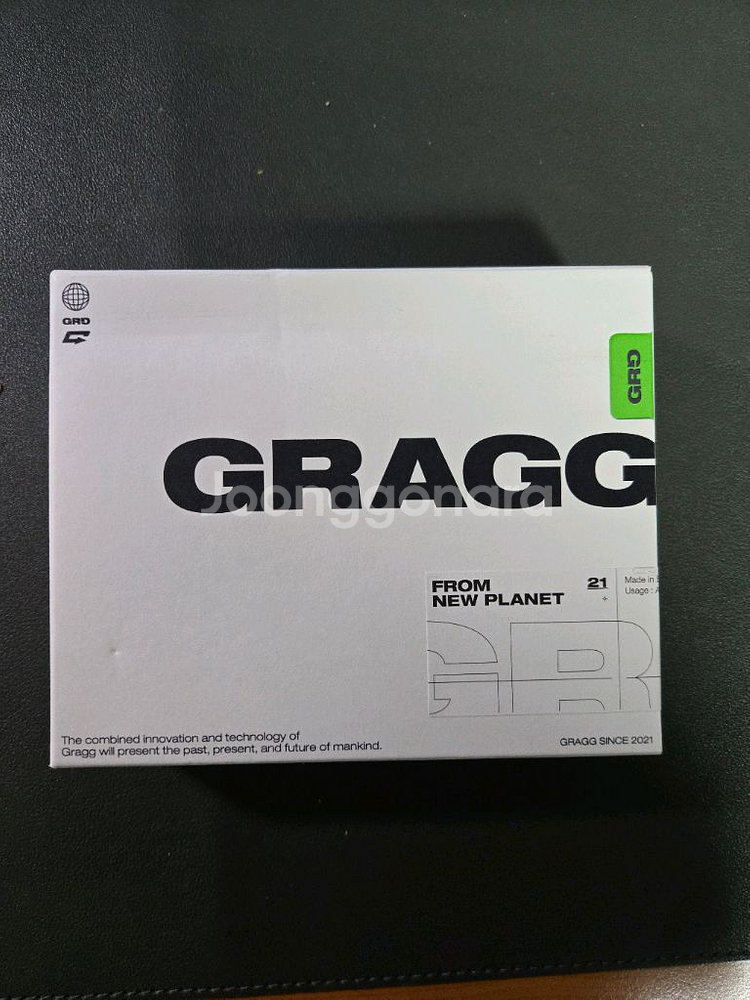 GRD
GRD
GRAGG
Joonggonara
FROM
NEW PLANET
21
Made in
Usage :
GR
The combined innovation and technology of
Gragg will present the past, present, and future of mankind.
GRAGG SINCE 2021